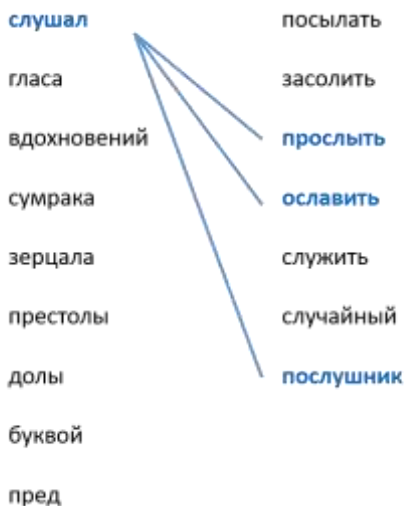 слушал
гласа
вдохновений
сумрака
зерцала
престолы
долы
буквой
пред
посылать
засолить
прослыть
ославить
служить
случайный
послушник